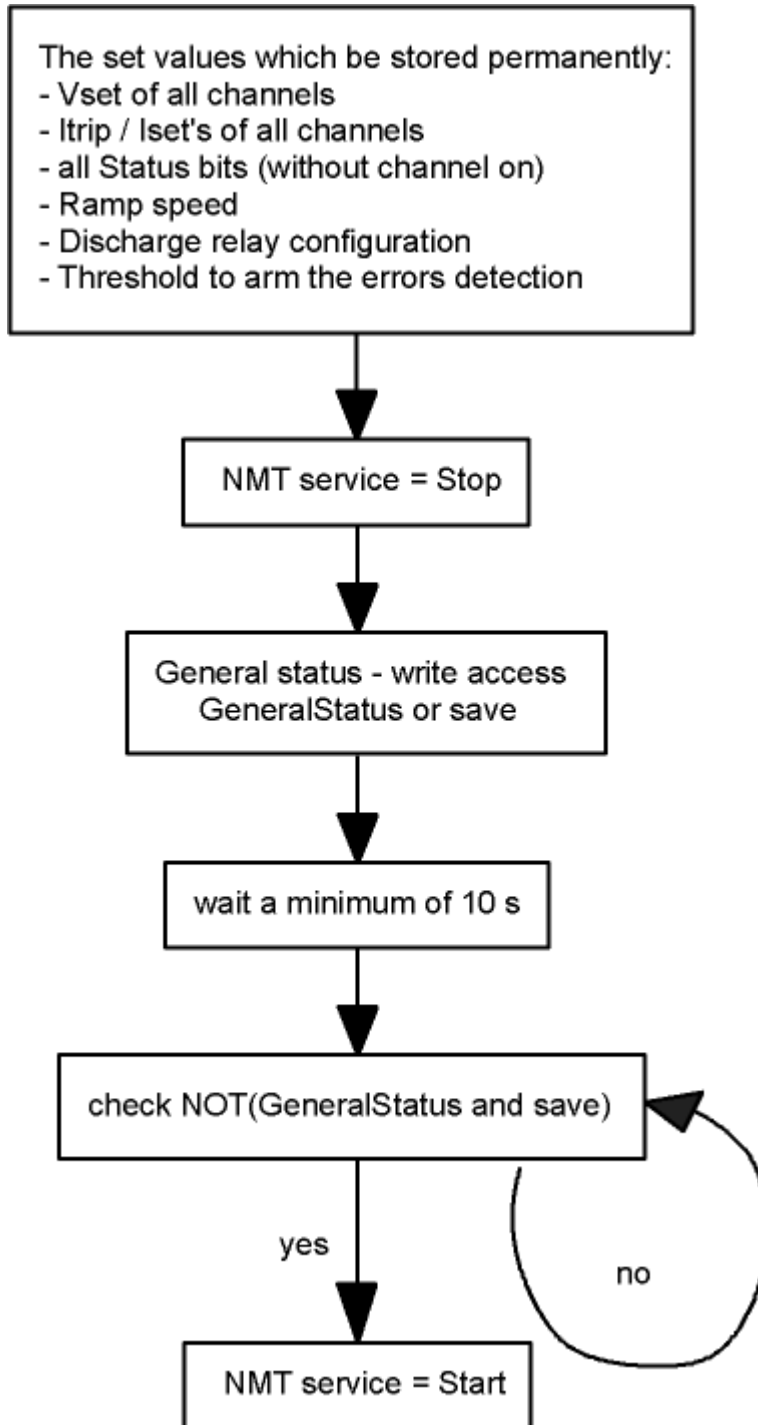 The set values which be stored permanently:
- Vset of all channels
- Itrip / Iset's of all channels
- all Status bits (without channel on)
- Ramp speed
- Discharge relay configuration
- Threshold to arm the errors detection
NMT service = Stop
General status - write access
GeneralStatus or save
wait a minimum of 10 s
check NOT(GeneralStatus and save)
yes
no
NMT service = Start